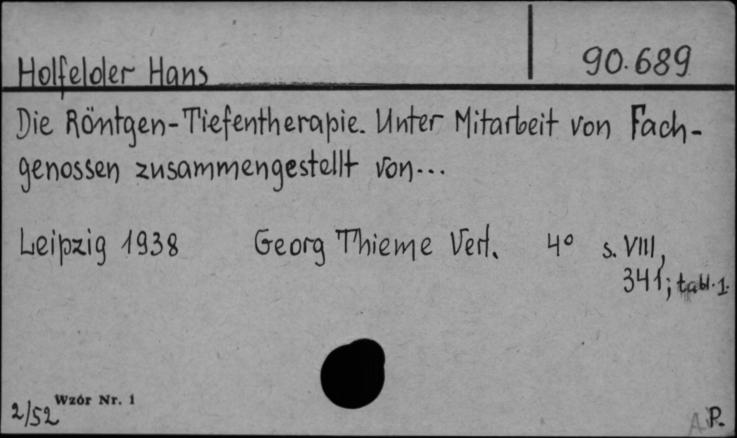 Holfelder Hans
90.689
Die Röntgen-Tiefentherapie. Unter Mitarbeit von Fach-
genossen zusammengestellt von...
Leipzig 1938 Georg Thieme Verl. 4° s. VIII,
341; tabl. 1.
Wzór Nr. 1
2/52
P.